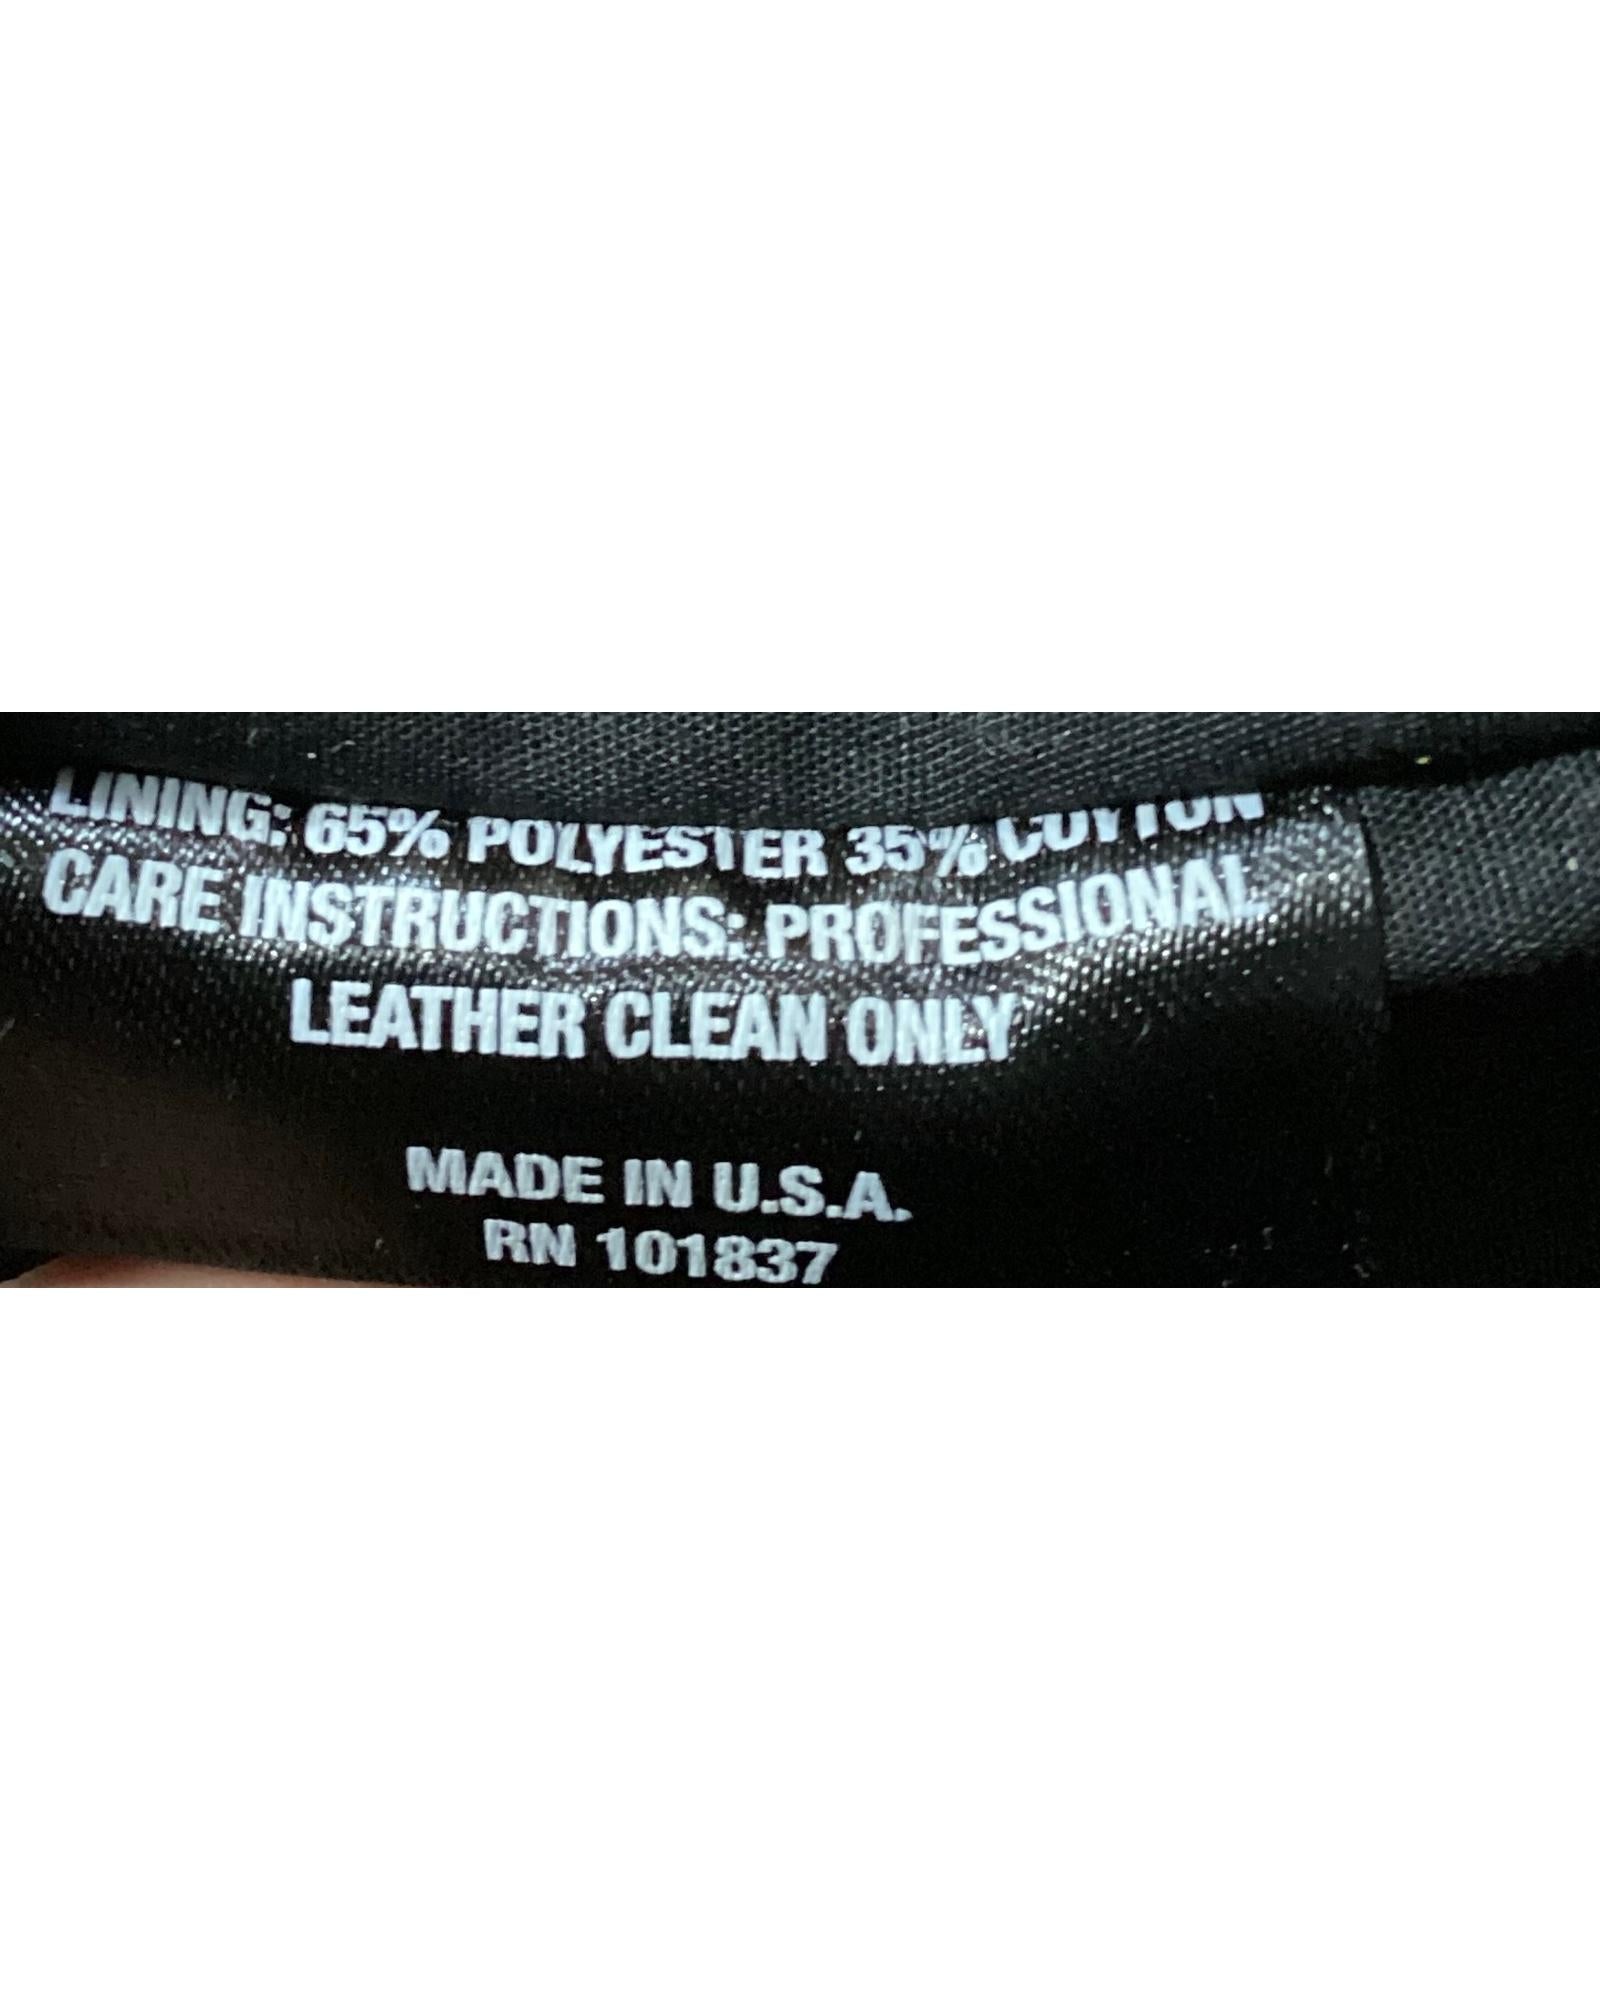 LINING: 65% POLYESTER 35% COTTON
CARE INSTRUCTIONS: PROFESSIONAL
LEATHER CLEAN ONLY
MADE IN U.S.A.
RN 101837